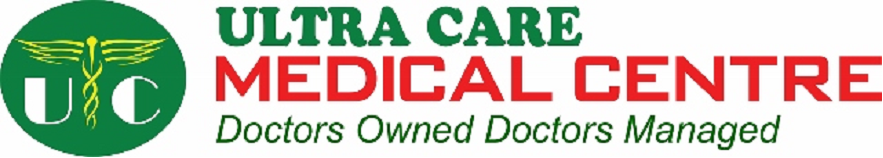 UC
ULTRA CARE
MEDICAL CENTRE
Doctors Owned Doctors Managed